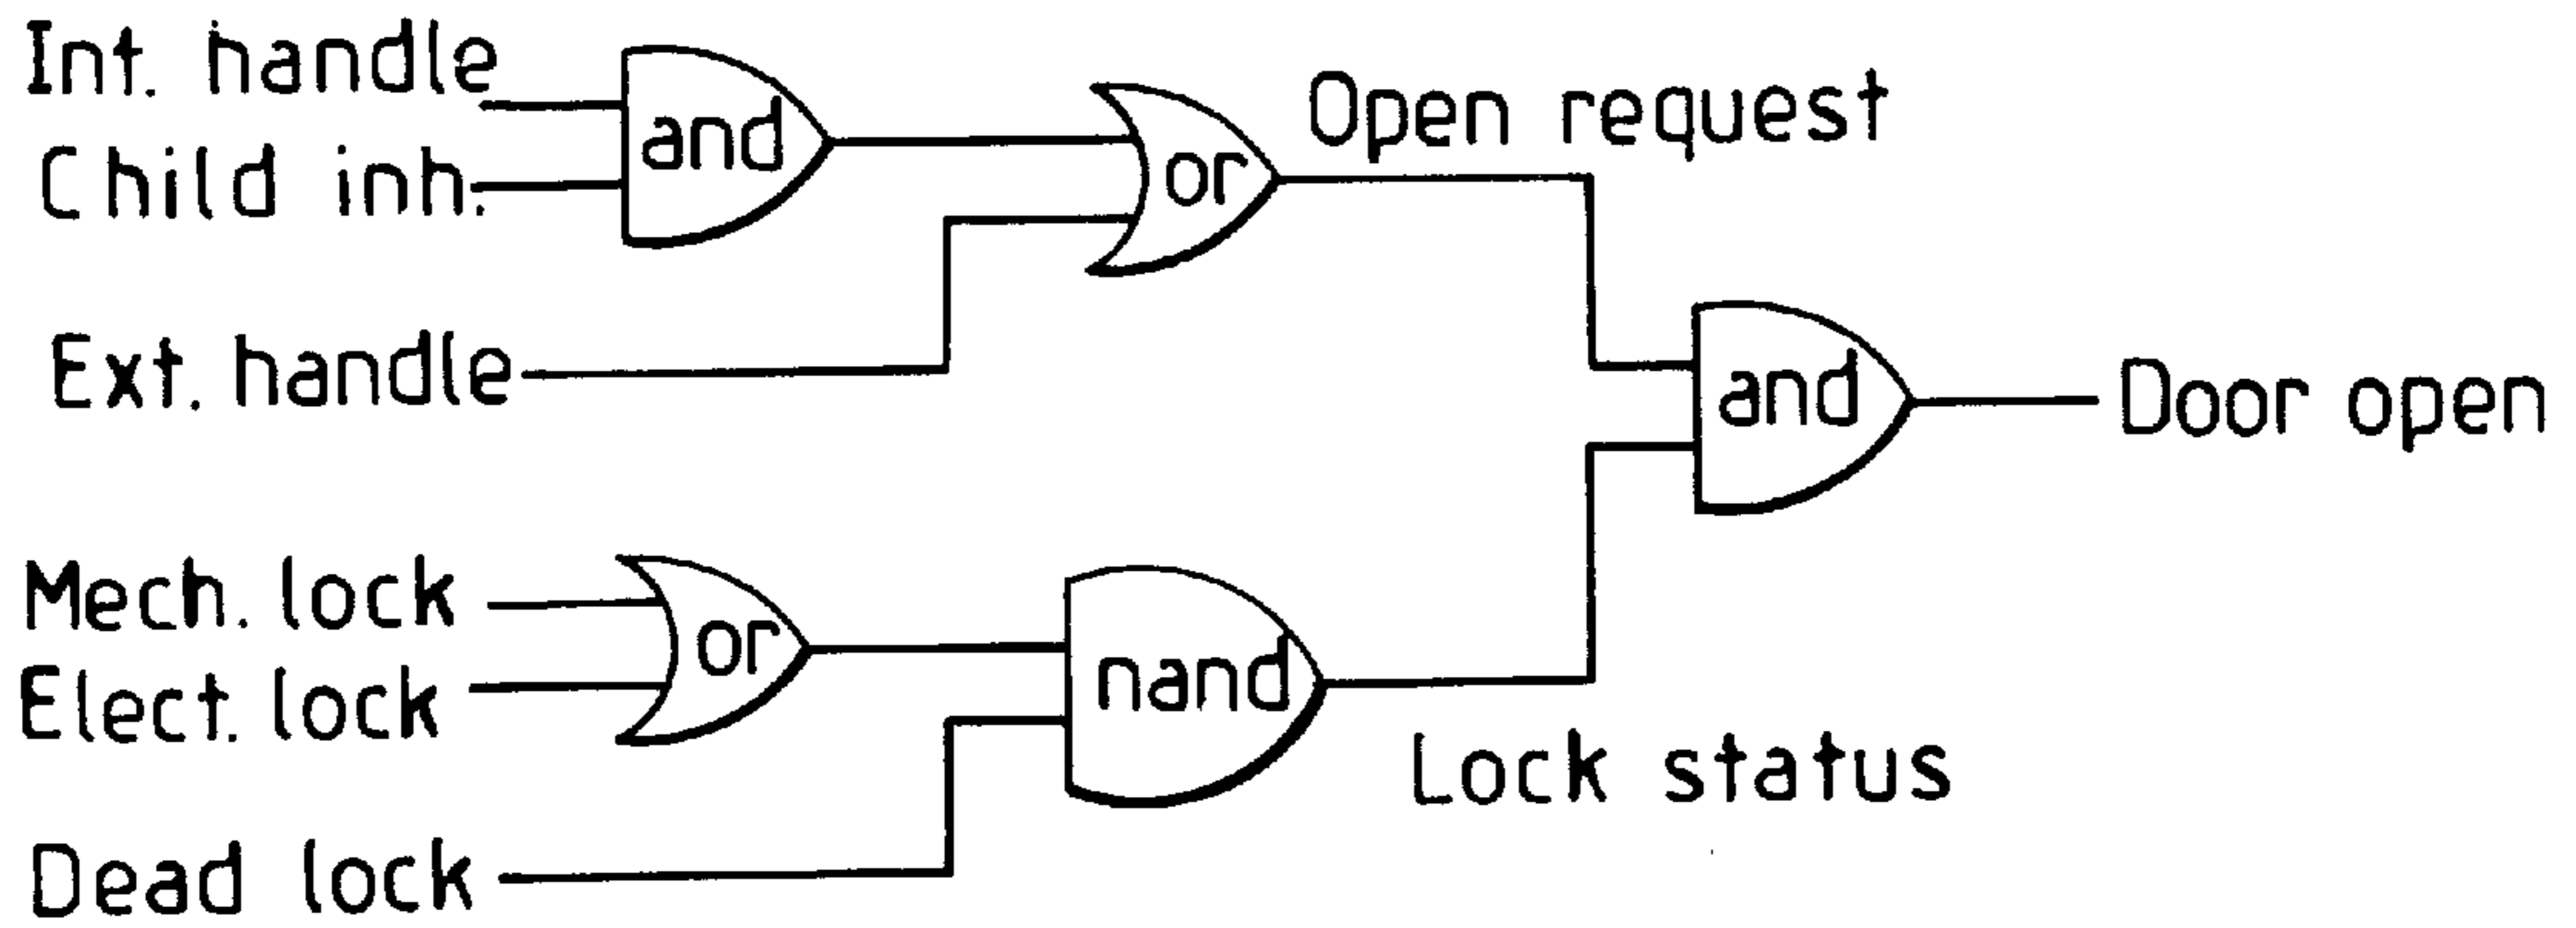 Int. handle
Child inh.
and
or
Open request
Ext. handle
and
Door open
Mech. lock
Elect. lock
or
nand
Lock status
Dead lock